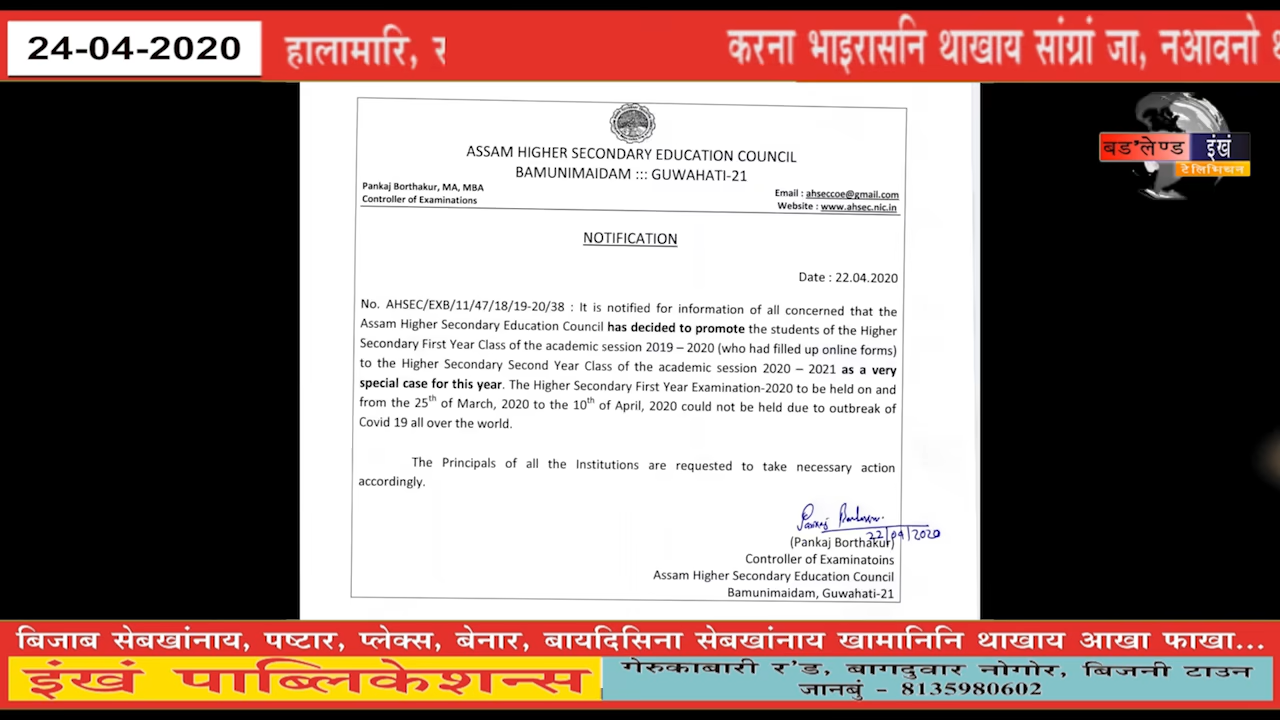 24-04-2020
हालामारि,
करना भाइरासनि थाखाय सांग्रां जा, नआवनो
बड'लेण्ड इंखं
टेलिभिथन
ASSAM HIGHER SECONDARY EDUCATION COUNCIL
BAMUNIMAIDAM ::: GUWAHATI-21
Pankaj Borthakur, MA, MBA
Controller of Examinations
Email : ahseccoe@gmail.com
Website : www.ahsec.nic.in
NOTIFICATION
Date : 22.04.2020
No. AHSEC/EXB/11/47/18/19-20/38 : It is notified for information of all concerned that the
Assam Higher Secondary Education Council has decided to promote the students of the Higher
Secondary First Year Class of the academic session 2019 – 2020 (who had filled up online forms)
to the Higher Secondary Second Year Class of the academic session 2020 – 2021 as a very
special case for this year. The Higher Secondary First Year Examination-2020 to be held on and
from the 25th of March, 2020 to the 10th of April, 2020 could not be held due to outbreak of
Covid 19 all over the world.
The Principals of all the Institutions are requested to take necessary action
accordingly.
Pankaj Borthakur
22/04/2020
(Pankaj Borthakur)
Controller of Examinatoins
Assam Higher Secondary Education Council
Bamunimaidam, Guwahati-21
बिजाब सेबखांनाय, पष्टार, प्लेक्स, बेनार, बायदिसिना सेबखांनाय खामानिनि थाखाय आखा फाखा...
इंखं पाब्लिकेशन्स
गेरुकाबारी र'ड, बागदुवार नोगोर, बिजनी टाउन
जानबुं - 8135980602